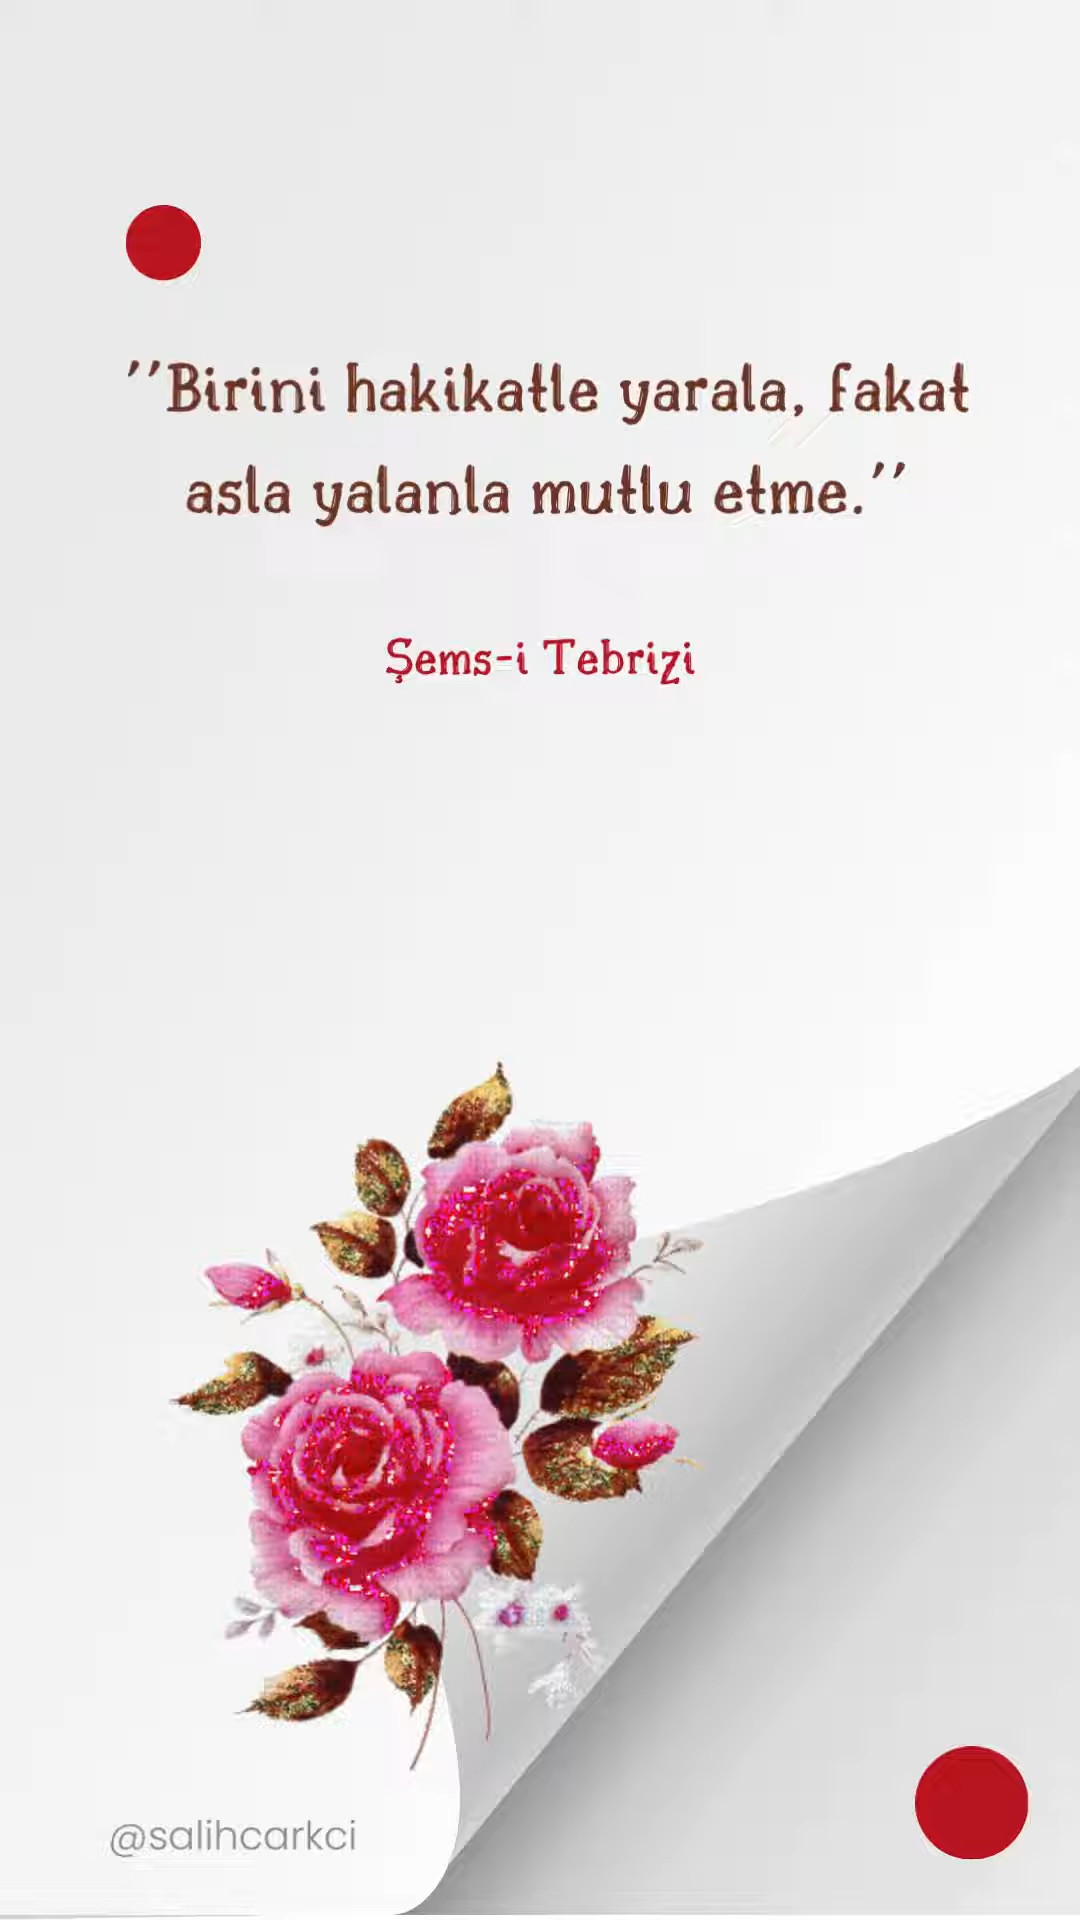 ''Birini hakikatle yarala, fakat
asla yalanla mutlu etme.''
Şems-i Tebrizi
@salihcarkci